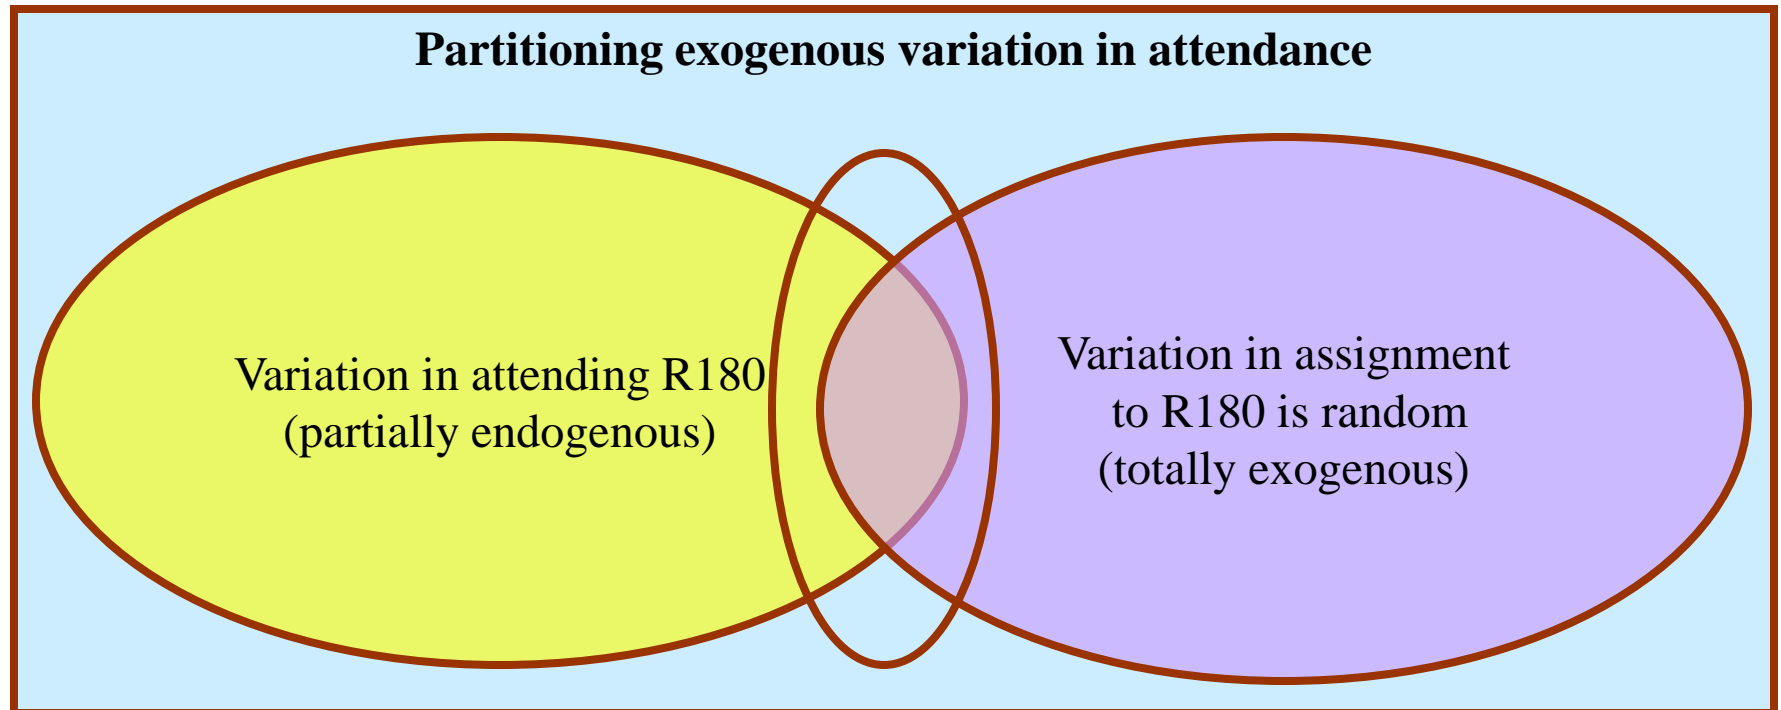 Partitioning exogenous variation in attendance
Variation in attending R180
(partially endogenous)
Variation in assignment
to R180 is random
(totally exogenous)